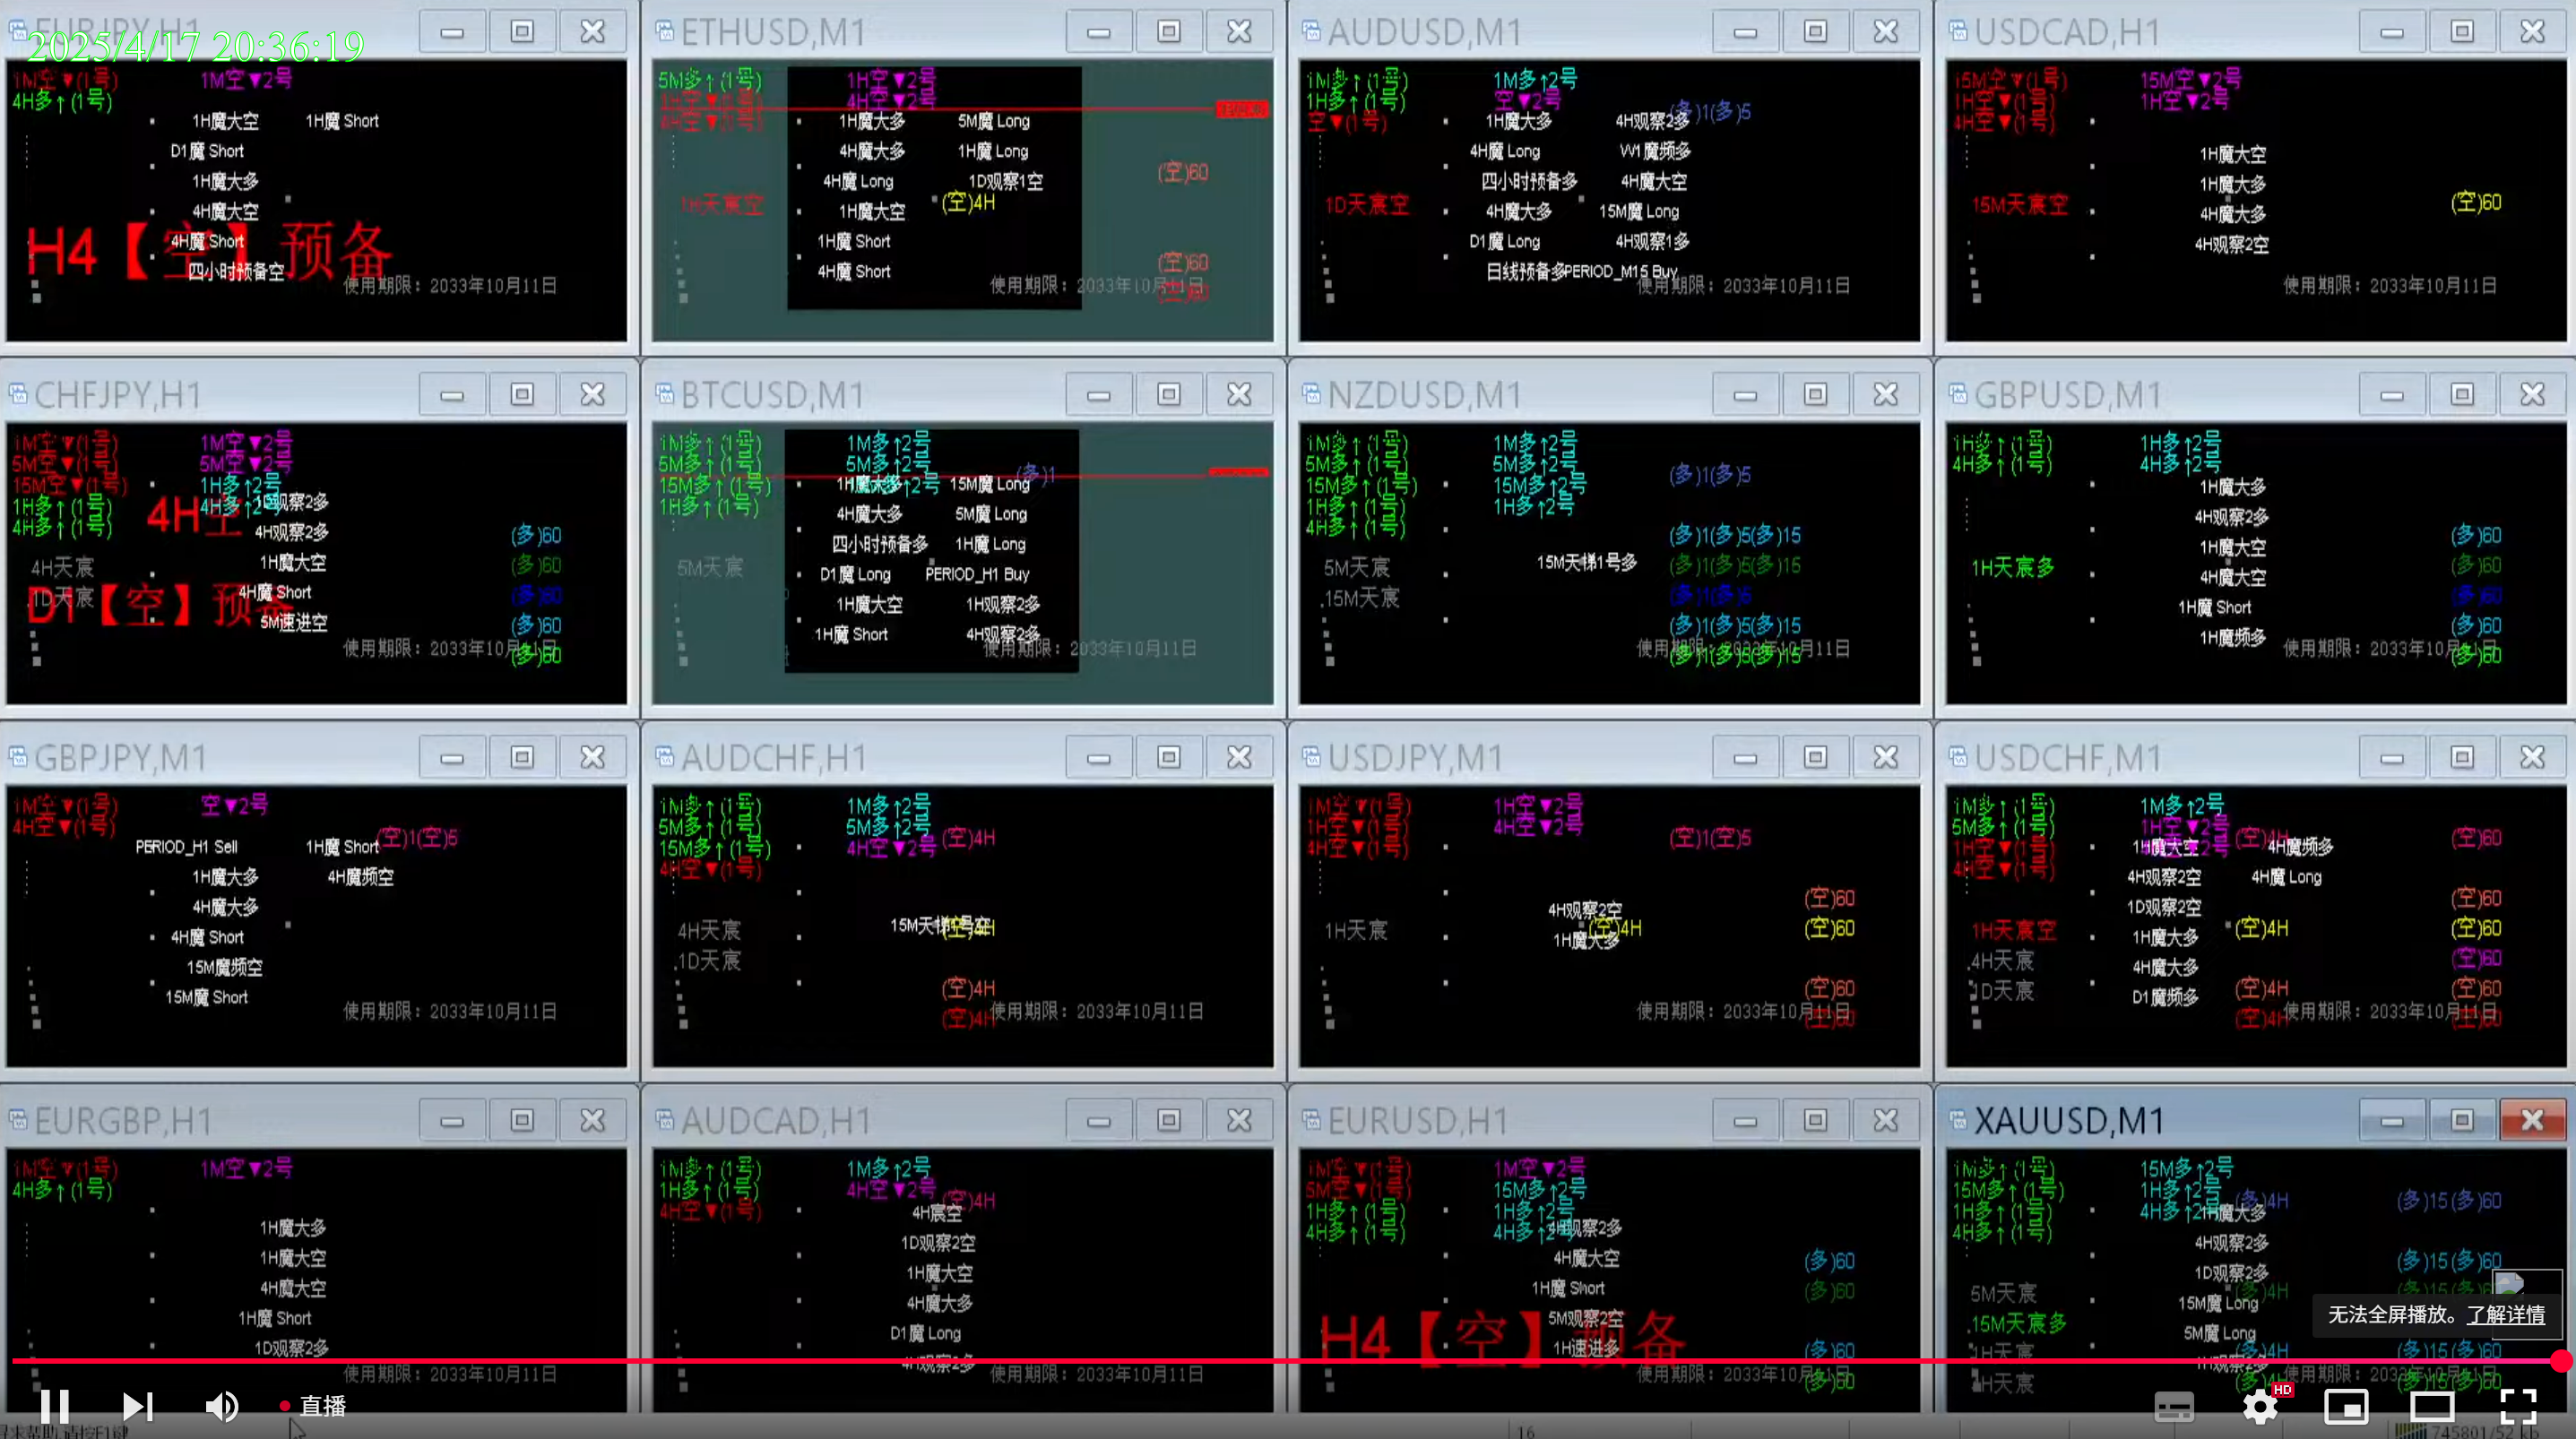 EURJPY,H1
2025/4/17 20:36:19
1M空▼(1号)
4H多↑(1号)
1M空▼2号
1H魔大空
1H魔 Short
D1魔 Short
1H魔大多
4H魔大空
4H魔 Short
四小时预备空
H4【空】预备
使用期限：2033年10月11日
ETHUSD,M1
5M多↑(1号)
1H空▼(1号)
4H空▼(1号)
1H空▼2号
4H空▼2号
1H魔大多
5M魔 Long
4H魔大多
1H魔 Long
4H魔 Long
1D观察1空
1H魔大空
(空)4H
1H魔 Short
4H魔 Short
1H天宸空
(空)60
(空)60
(空)60
使用期限：2033年10月11日
AUDUSD,M1
1M多↑(1号)
1H多↑(1号)
空▼(1号)
1M多↑2号
空▼2号
(多)1(多)5
1H魔大多
4H观察2多
4H魔 Long
W1魔频多
四小时预备多
4H魔大空
4H魔大多
15M魔 Long
D1魔 Long
4H观察1多
日线预备多
PERIOD_M15 Buy
1D天宸空
使用期限：2033年10月11日
USDCAD,H1
15M空▼(1号)
1H空▼(1号)
4H空▼(1号)
15M空▼2号
1H空▼2号
1H魔大空
1H魔大多
4H魔大多
4H观察2空
15M天宸空
(空)60
使用期限：2033年10月11日
CHFJPY,H1
1M空▼(1号)
5M空▼(1号)
15M空▼(1号)
1H多↑(1号)
4H多↑(1号)
1M空▼2号
5M空▼2号
1H多↑2号
4H多↑2号
4H空
观察2多
4H观察2多
1H魔大空
4H魔 Short
5M速进空
4H天宸
1D天宸
D1【空】预备
(多)60
(多)60
(多)60
(多)60
(多)60
使用期限：2033年10月11日
BTCUSD,M1
1M多↑(1号)
5M多↑(1号)
15M多↑(1号)
1H多↑(1号)
1M多↑2号
5M多↑2号
(多)1
1H魔大多
15M魔 Long
4H魔大多
5M魔 Long
四小时预备多
1H魔 Long
D1魔 Long
PERIOD_H1 Buy
1H魔大空
1H观察2多
1H魔 Short
4H观察2多
5M天宸
使用期限：2033年10月11日
NZDUSD,M1
1M多↑(1号)
5M多↑(1号)
15M多↑(1号)
1H多↑(1号)
4H多↑(1号)
1M多↑2号
5M多↑2号
15M多↑2号
1H多↑2号
(多)1(多)5
(多)1(多)5(多)15
(多)1(多)5(多)15
(多)1(多)5
(多)1(多)5(多)15
(多)1(多)5(多)15
15M天梯1号多
5M天宸
15M天宸
使用期限：2033年10月11日
GBPUSD,M1
1H多↑(1号)
4H多↑(1号)
1H多↑2号
4H多↑2号
1H魔大多
4H观察2多
1H魔大空
4H魔大空
1H魔 Short
1H魔频多
1H天宸多
(多)60
(多)60
(多)60
(多)60
(多)60
使用期限：2033年10月11日
GBPJPY,M1
1M空▼(1号)
4H空▼(1号)
空▼2号
PERIOD_H1 Sell
1H魔 Short
(空)1(空)5
1H魔大多
4H魔频空
4H魔大多
4H魔 Short
15M魔频空
15M魔 Short
使用期限：2033年10月11日
AUDCHF,H1
1M多↑(1号)
5M多↑(1号)
15M多↑(1号)
4H空▼(1号)
1M多↑2号
5M多↑2号
4H空▼2号
(空)4H
15M天梯1号空
(空)4H
4H天宸
1D天宸
(空)4H
(空)4H
使用期限：2033年10月11日
USDJPY,M1
1M空▼(1号)
1H空▼(1号)
4H空▼(1号)
1H空▼2号
4H空▼2号
(空)1(空)5
4H观察2空
(空)4H
1H魔大多
1H天宸
(空)60
(空)60
(空)60
(空)60
使用期限：2033年10月11日
USDCHF,M1
1M多↑(1号)
5M多↑(1号)
1H空▼(1号)
4H空▼(1号)
1M多↑2号
1H空▼2号
(空)4H
1H魔大空
4H魔频多
4H观察2空
4H魔 Long
1D观察2空
1H魔大多
4H魔大多
D1魔频多
1H天宸空
4H天宸
1D天宸
(空)4H
(空)4H
(空)4H
(空)60
(空)60
(空)60
(空)60
(空)60
(空)60
使用期限：2033年10月11日
EURGBP,H1
1M空▼(1号)
4H多↑(1号)
1M空▼2号
1H魔大多
1H魔大空
4H魔大空
1H魔 Short
1D观察2多
使用期限：2033年10月11日
AUDCAD,H1
1M多↑(1号)
1H多↑(1号)
4H空▼(1号)
1M多↑2号
4H空▼2号
(空)4H
4H宸空
1D观察2空
1H魔大空
4H魔大多
D1魔 Long
4H观察2多
使用期限：2033年10月11日
EURUSD,H1
1M空▼(1号)
5M空▼(1号)
1H多↑(1号)
4H多↑(1号)
1M空▼2号
15M多↑2号
1H多↑2号
4H多↑2号
4H观察2多
4H魔大空
1H魔 Short
5M观察2空
1H速进多
H4【空】预备
(多)60
(多)60
(多)60
(多)60
使用期限：2033年10月11日
XAUUSD,M1
1M多↑(1号)
15M多↑(1号)
1H多↑(1号)
4H多↑(1号)
15M多↑2号
1H多↑2号
4H多↑2号
(多)4H
(多)15(多)60
1H魔大多
4H观察2多
1D观察2多
15M魔 Long
5M魔 Long
1H观察2多
(多)15(多)60
(多)4H
5M天宸
15M天宸多
1H天宸
4H天宸
(多)4H
(多)15(多)60
使用期限：2033年10月11日
无法全屏播放。了解详情
直播
HD
16
745801/52 kb